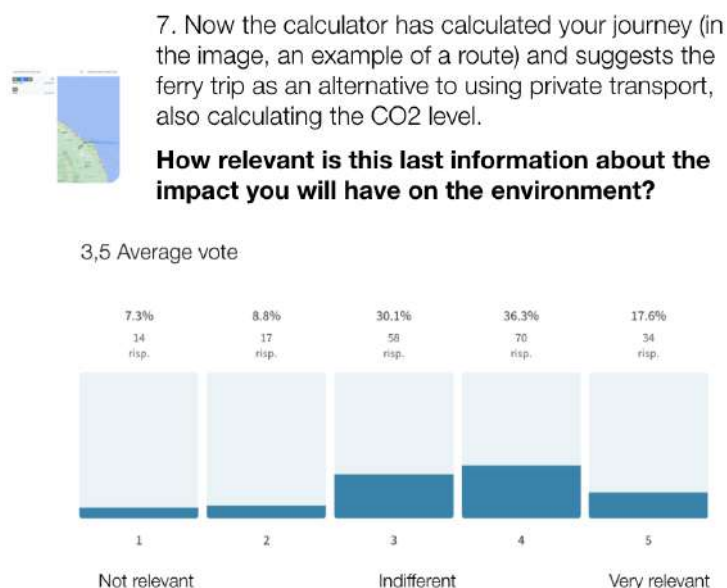 7. Now the calculator has calculated your journey (in
the image, an example of a route) and suggests the
ferry trip as an alternative to using private transport,
also calculating the CO2 level.
How relevant is this last information about the
impact you will have on the environment?
3,5 Average vote
7.3% 8.8% 30.1% 36.3% 17.6%
14 17 58 70 34
risp. risp. risp. risp. risp.
1 2 3 4 5
Not relevant Indifferent Very relevant